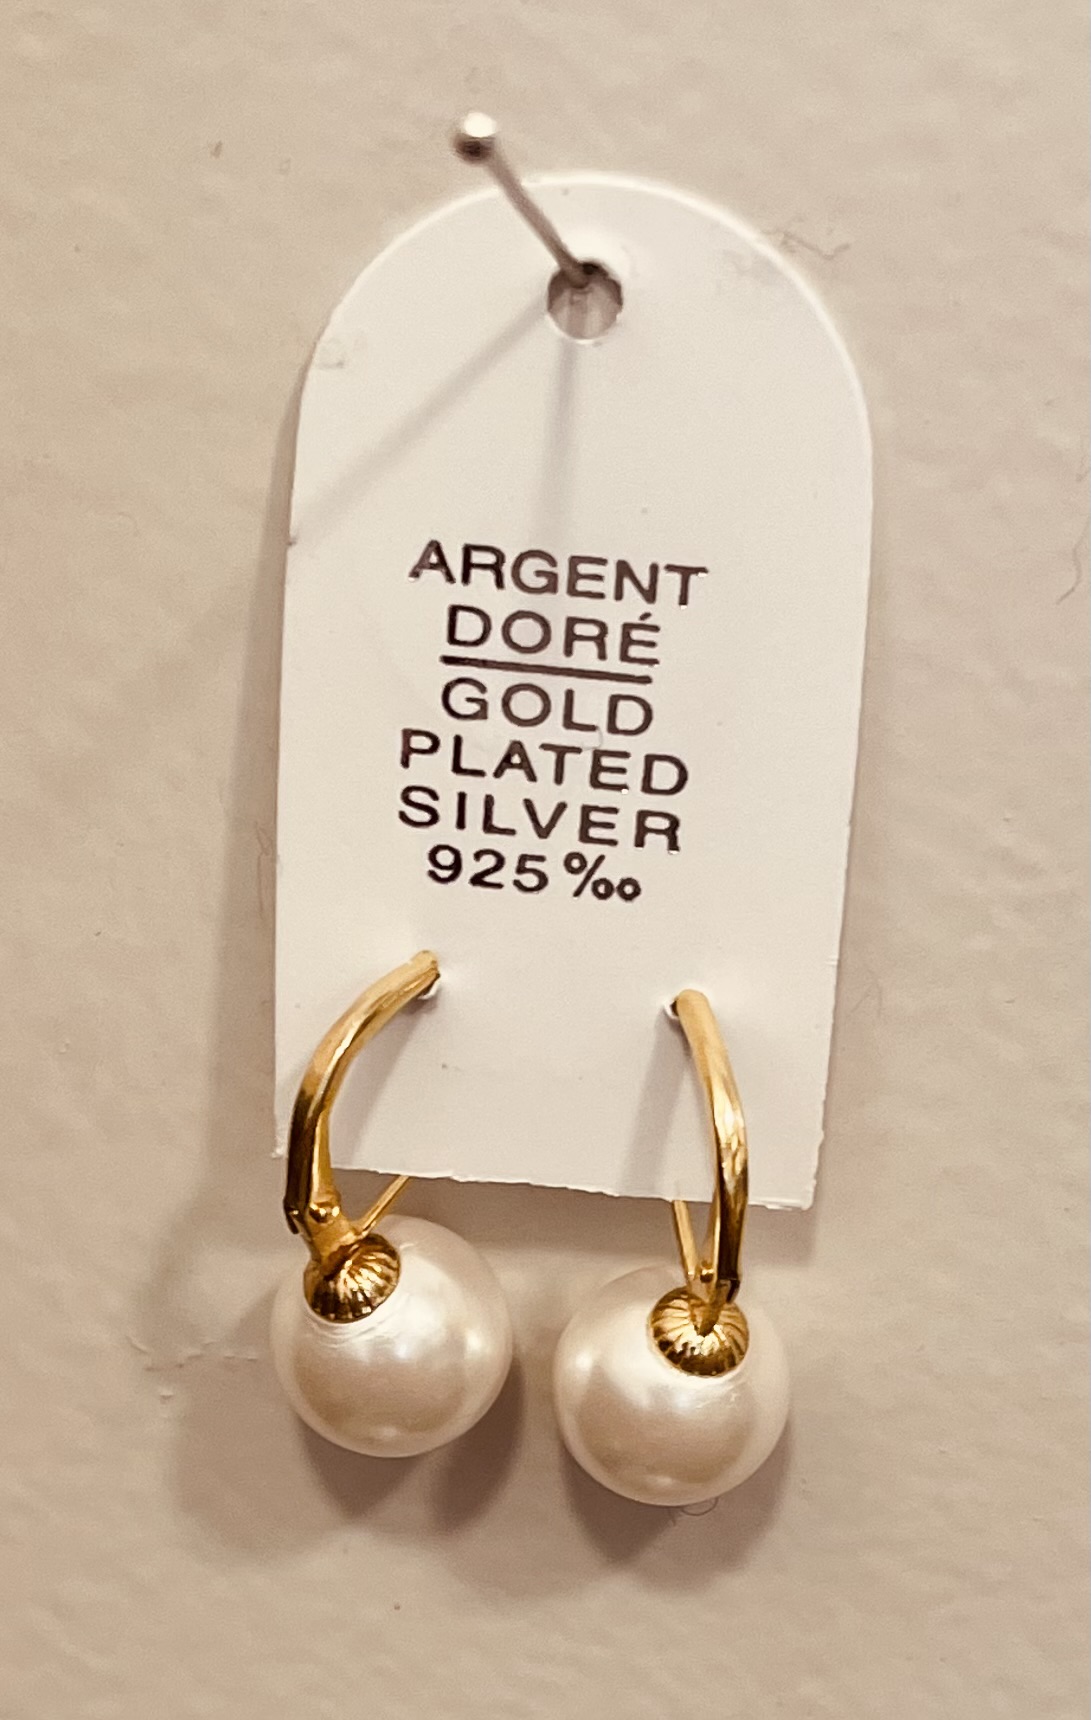 ARGENT
DORÉ
GOLD
PLATED
SILVER
925‰